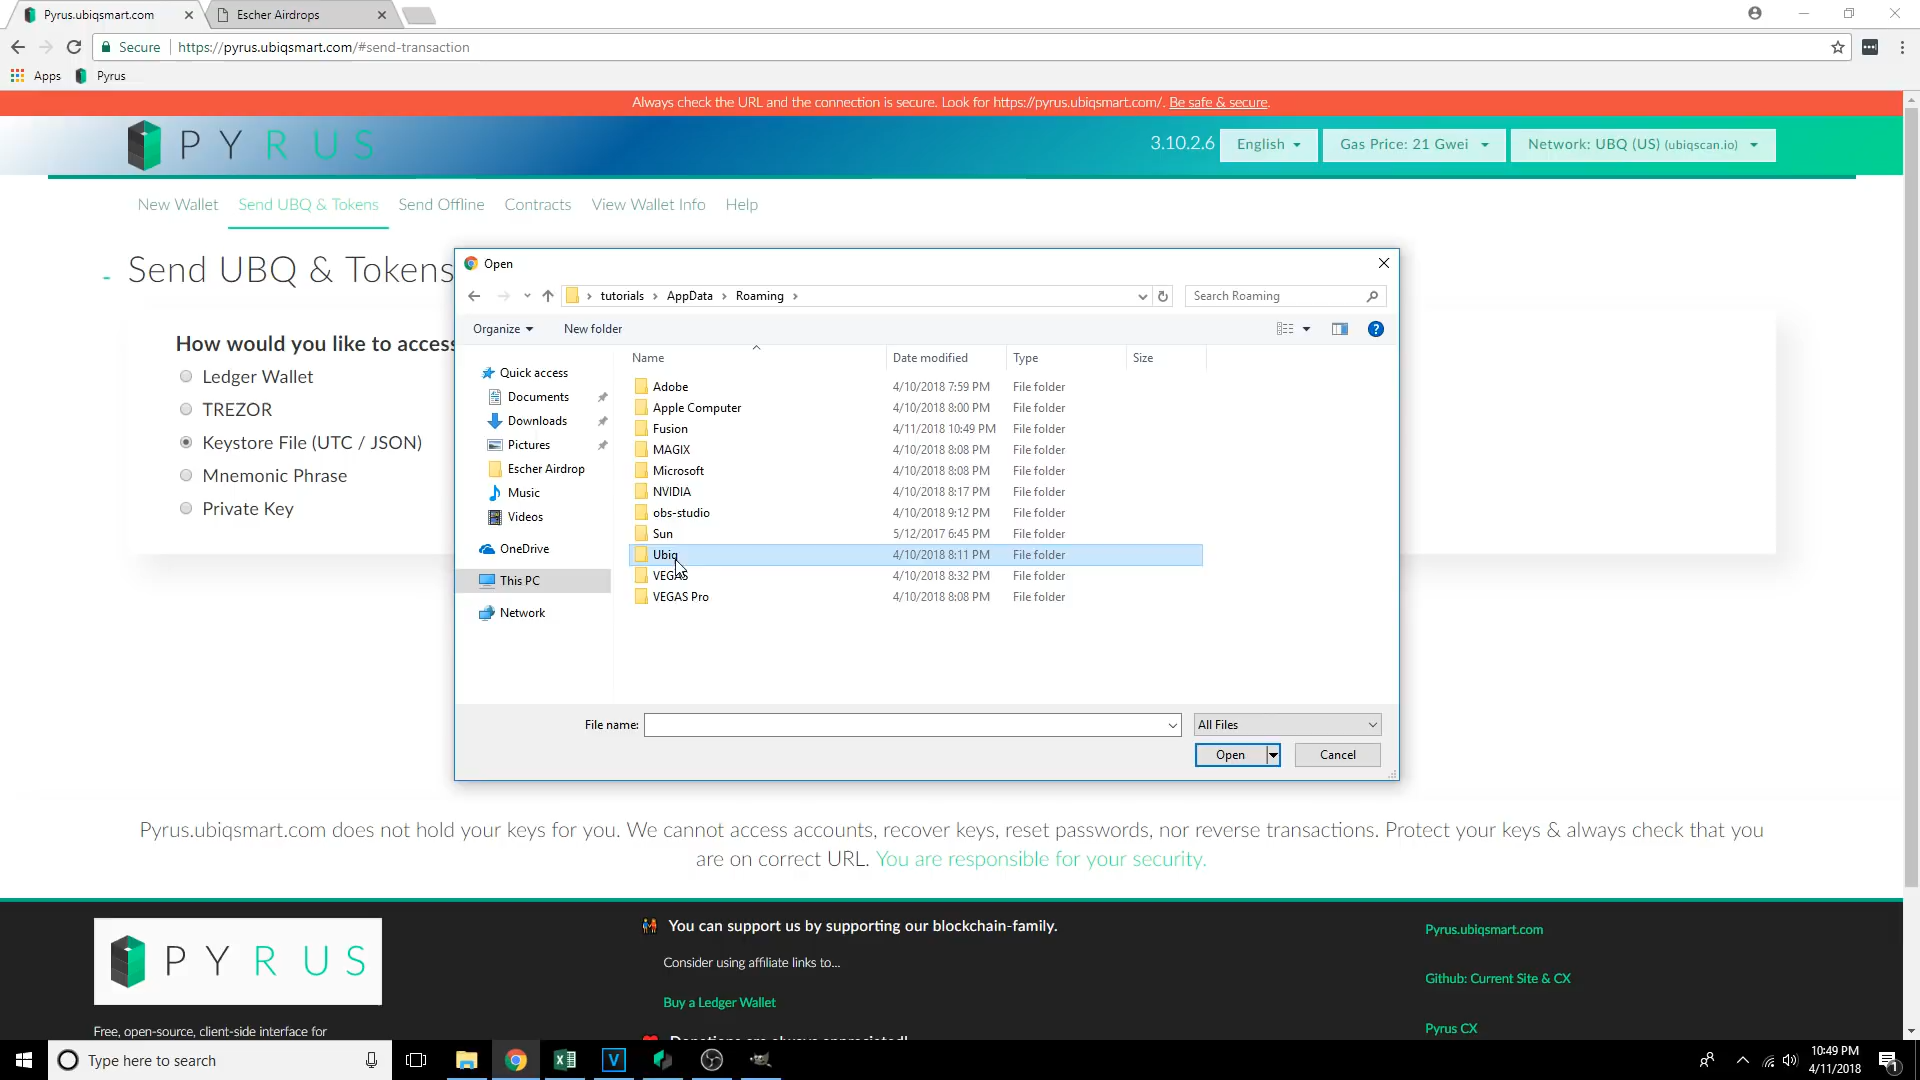 Pyrus.ubiqsmart.com
Escher Airdrops
Secure
https://pyrus.ubiqsmart.com/#send-transaction
Apps
Pyrus
Always check the URL and the connection is secure. Look for https://pyrus.ubiqsmart.com/. Be safe & secure.
PYRUS
3.10.2.6
English
Gas Price: 21 Gwei
Network: UBQ (US) (ubiqscan.io)
New Wallet
Send UBQ & Tokens
Send Offline
Contracts
View Wallet Info
Help
- Send UBQ & Tokens
How would you like to access
Ledger Wallet
TREZOR
Keystore File (UTC / JSON)
Mnemonic Phrase
Private Key
Open
tutorials > AppData > Roaming >
Search Roaming
Organize
New folder
Quick access
Documents
Downloads
Pictures
Escher Airdrop
Music
Videos
OneDrive
This PC
Network
Name Date modified Type Size
Adobe 4/10/2018 7:59 PM File folder
Apple Computer 4/10/2018 8:00 PM File folder
Fusion 4/11/2018 10:49 PM File folder
MAGIX 4/10/2018 8:08 PM File folder
Microsoft 4/10/2018 8:08 PM File folder
NVIDIA 4/10/2018 8:17 PM File folder
obs-studio 4/10/2018 9:12 PM File folder
Sun 5/12/2017 6:45 PM File folder
Ubiq 4/10/2018 8:11 PM File folder
VEGAS 4/10/2018 8:32 PM File folder
VEGAS Pro 4/10/2018 8:08 PM File folder
File name:
All Files
Open
Cancel
Pyrus.ubiqsmart.com does not hold your keys for you. We cannot access accounts, recover keys, reset passwords, nor reverse transactions. Protect your keys & always check that you
are on correct URL. You are responsible for your security.
PYRUS
Free, open-source, client-side interface for
You can support us by supporting our blockchain-family.
Consider using affiliate links to...
Buy a Ledger Wallet
Donations are always appreciated!
Pyrus.ubiqsmart.com
Github: Current Site & CX
Pyrus CX
Type here to search
10:49 PM
4/11/2018
1